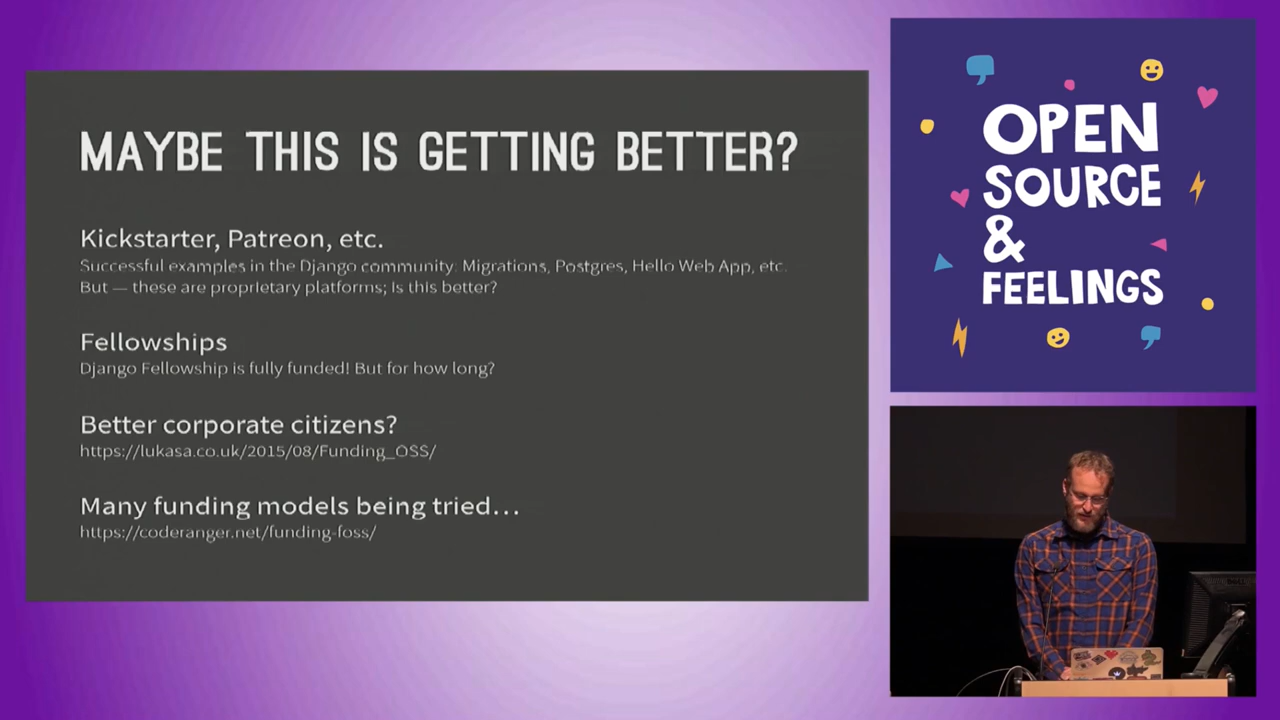 MAYBE THIS IS GETTING BETTER?
Kickstarter, Patreon, etc.
Successful examples in the Django community: Migrations, Postgres, Hello Web App, etc.
But — these are proprietary platforms; is this better?
Fellowships
Django Fellowship is fully funded! But for how long?
Better corporate citizens?
https://lukasa.co.uk/2015/08/Funding_OSS/
Many funding models being tried...
https://coderanger.net/funding-foss/
OPEN
SOURCE
&
FEELINGS